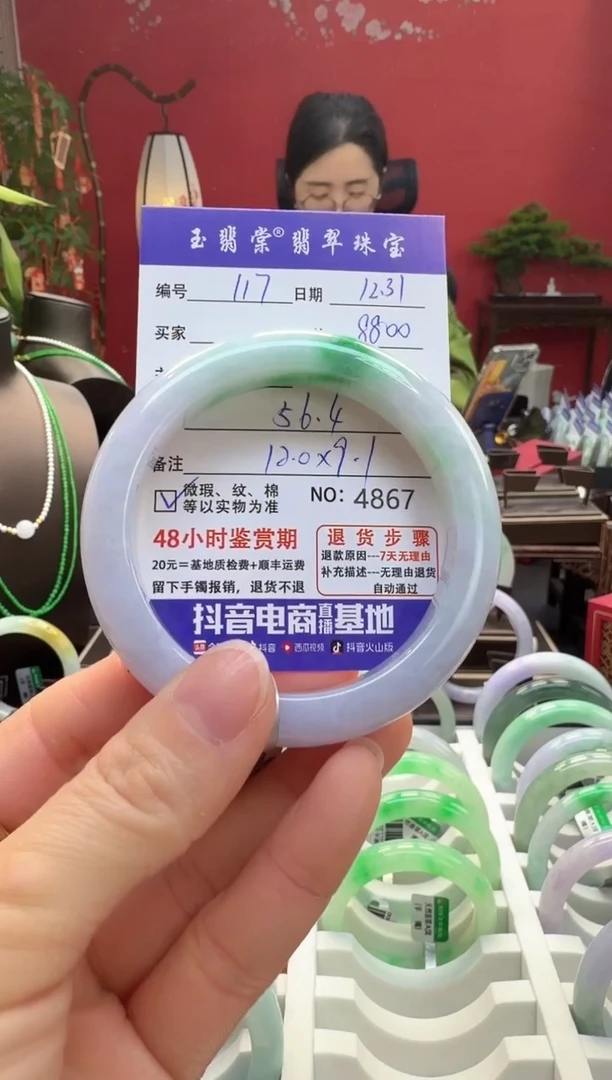 玉翡棠®翡翠珠宝
编号 117 日期 12.31
买家 8800
56.4
备注 12.0x9.1
微瑕、纹、棉
等以实物为准
NO: 4867
48小时鉴赏期
20元=基地质检费+顺丰运费
留下手镯报销，退货不退
退货步骤
退款原因---7天无理由
补充描述---无理由退货
自动通过
抖音电商直播基地
头条 抖音 西瓜视频 抖音火山版